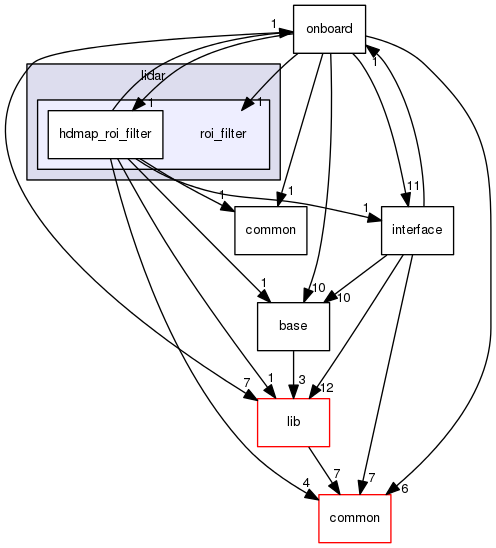 onboard
1
1
lidar
1
1
hdmap_roi_filter
roi_filter
11
1
1
1
common
interface
1
10
10
base
1
3
12
7
lib
7
7
4
6
common